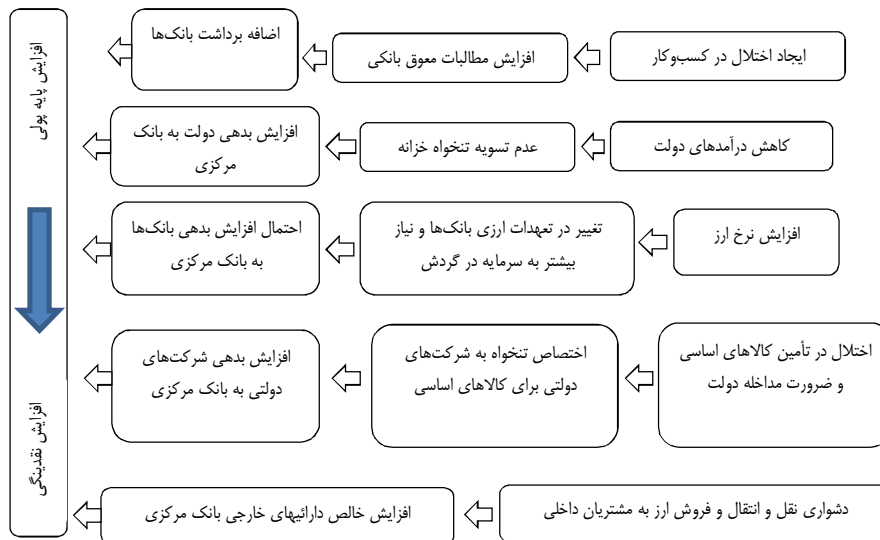 ایجاد اختلال در کسب‌وکار
افزایش مطالبات معوق بانکی
اضافه برداشت بانک‌ها
کاهش درآمدهای دولت
عدم تسویه تنخواه خزانه
افزایش بدهی دولت به بانک
مرکزی
افزایش نرخ ارز
تغییر در تعهدات ارزی بانک‌ها و نیاز
بیشتر به سرمایه در گردش
احتمال افزایش بدهی بانک‌ها
به بانک مرکزی
اختلال در تأمین کالاهای اساسی
و ضرورت مداخله دولت
اختصاص تنخواه به شرکت‌های
دولتی برای کالاهای اساسی
افزایش بدهی شرکت‌های
دولتی به بانک مرکزی
دشواری نقل و انتقال و فروش ارز به مشتریان داخلی
افزایش خالص دارائیهای خارجی بانک مرکزی
افزایش پایه پولی
افزایش نقدینگی